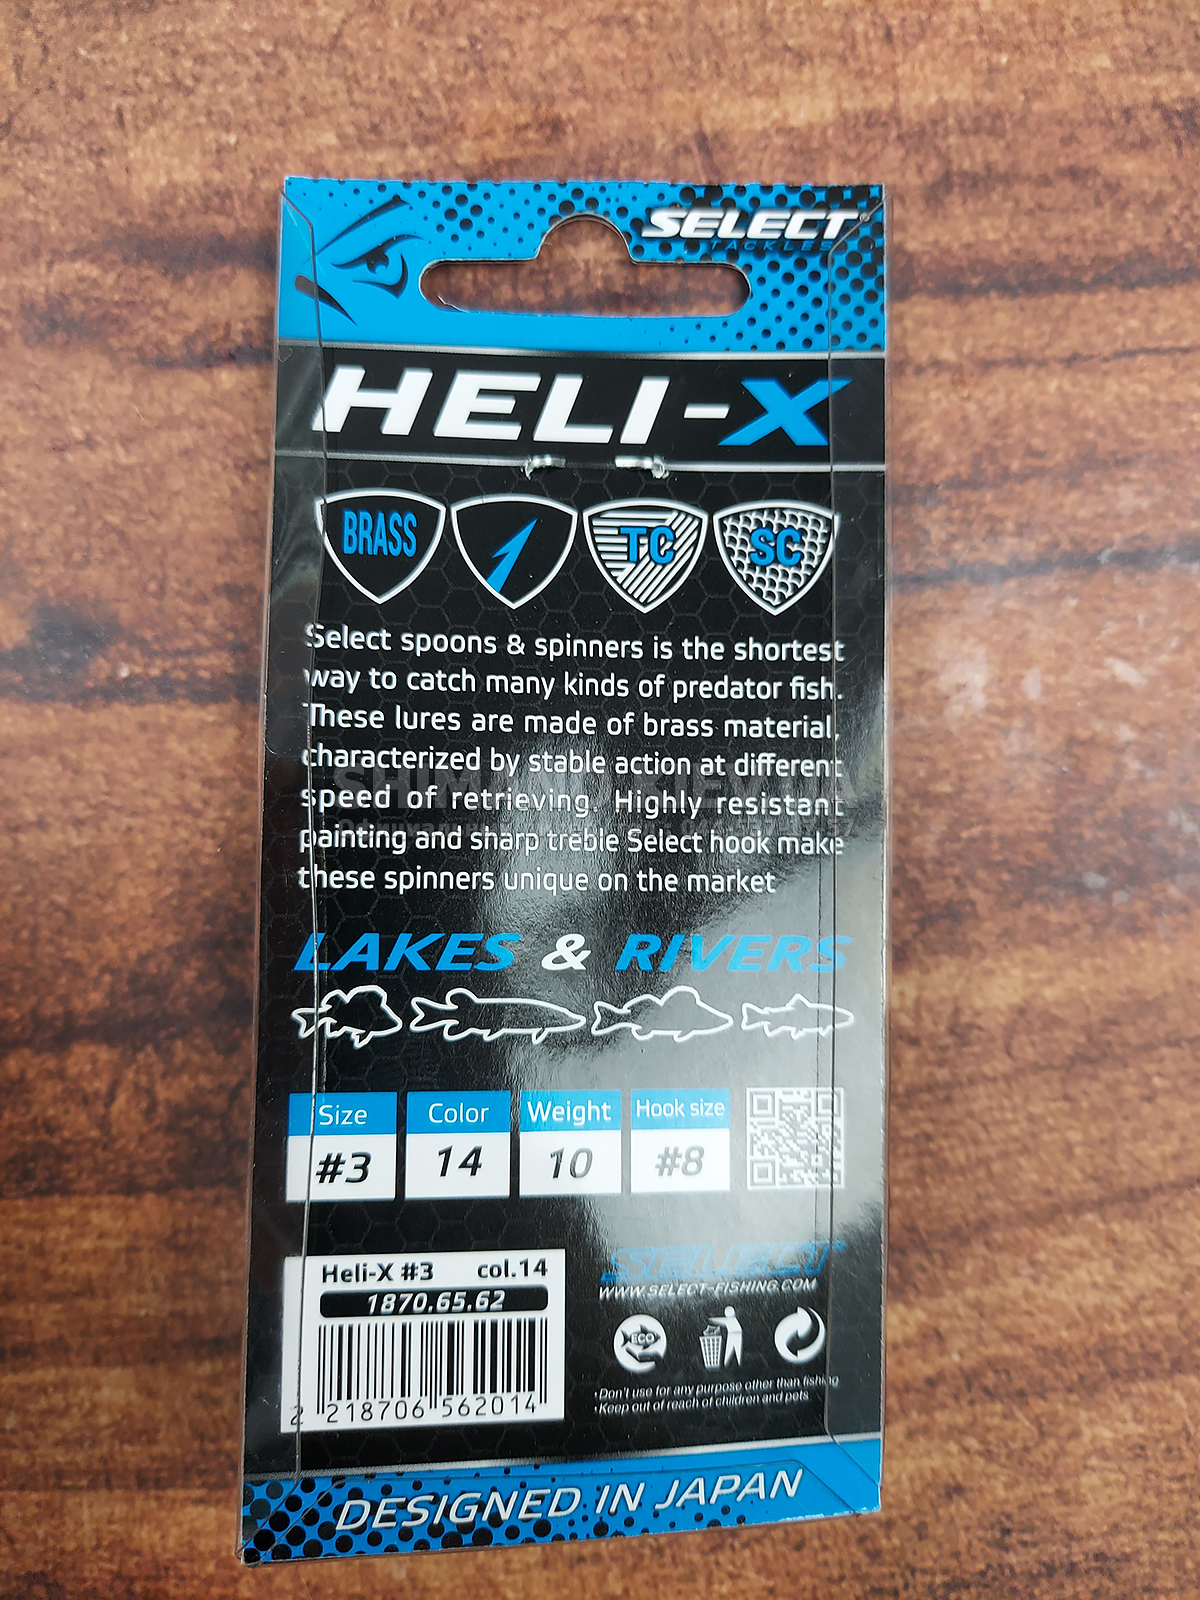 SELECT
TACKLES
HELI-X
BRASS
TC
SC
Select spoons & spinners is the shortest
way to catch many kinds of predator fish.
These lures are made of brass material,
characterized by stable action at different
speed of retrieving. Highly resistant
painting and sharp treble Select hook make
these spinners unique on the market
LAKES & RIVERS
Size Color Weight Hook size
#3 14 10 #8
Heli-X #3 col.14
1870.65.62
2 218706 562014
SELECT
WWW.SELECT-FISHING.COM
ECO
•Don't use for any purpose other than fishing
•Keep out of reach of children and pets
DESIGNED IN JAPAN